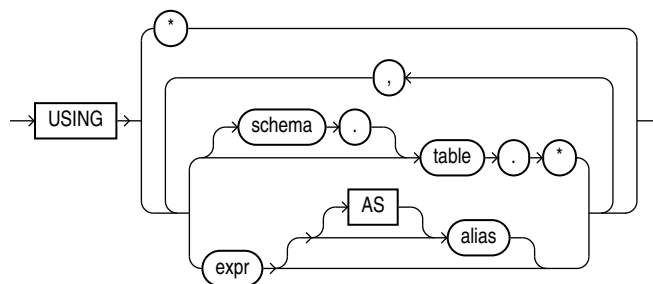 *
,
USING
schema .
table . *
AS
alias
expr